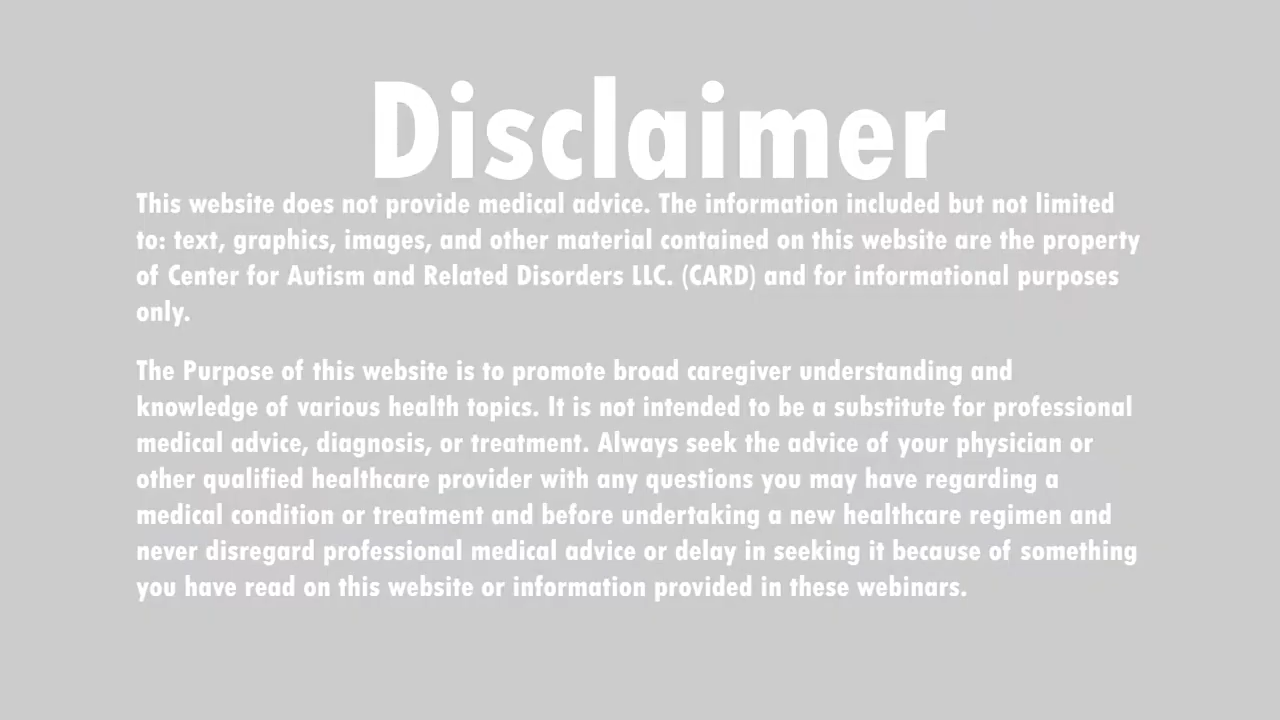 Disclaimer
This website does not provide medical advice. The information included but not limited
to: text, graphics, images, and other material contained on this website are the property
of Center for Autism and Related Disorders LLC. (CARD) and for informational purposes
only.
The Purpose of this website is to promote broad caregiver understanding and
knowledge of various health topics. It is not intended to be a substitute for professional
medical advice, diagnosis, or treatment. Always seek the advice of your physician or
other qualified healthcare provider with any questions you may have regarding a
medical condition or treatment and before undertaking a new healthcare regimen and
never disregard professional medical advice or delay in seeking it because of something
you have read on this website or information provided in these webinars.